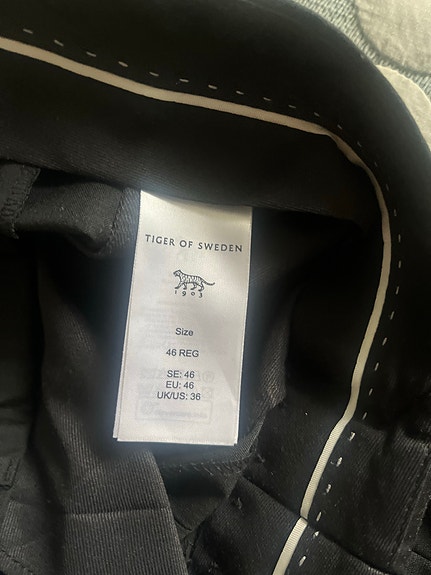 TIGER OF SWEDEN
1903
Size
46 REG
SE: 46
EU: 46
UK/US: 36